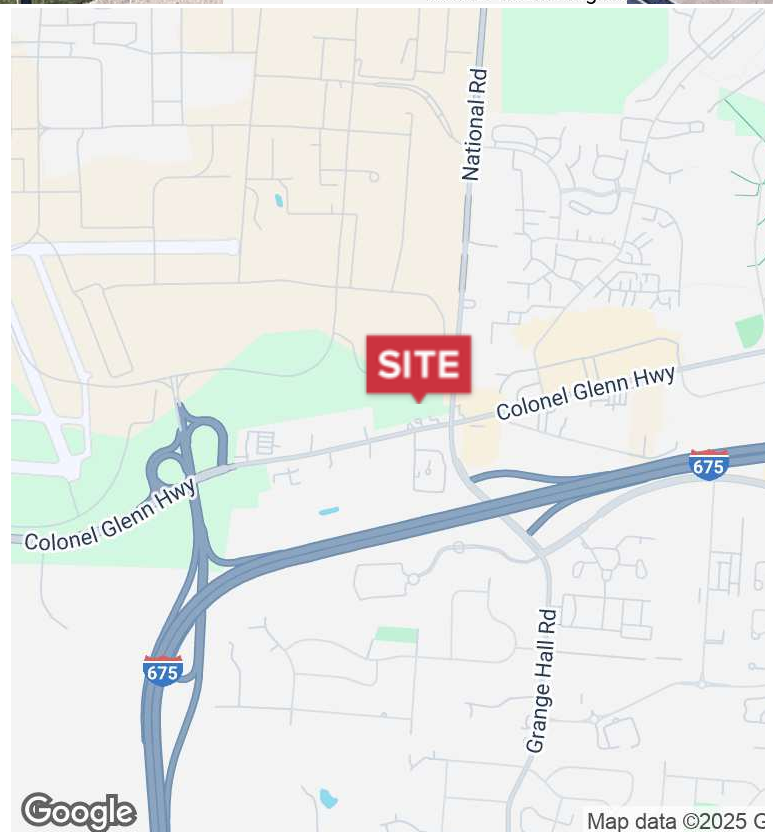 National Rd
SITE
Colonel Glenn Hwy
675
Colonel Glenn Hwy
Grange Hall Rd
675
Google
Map data ©2025 G